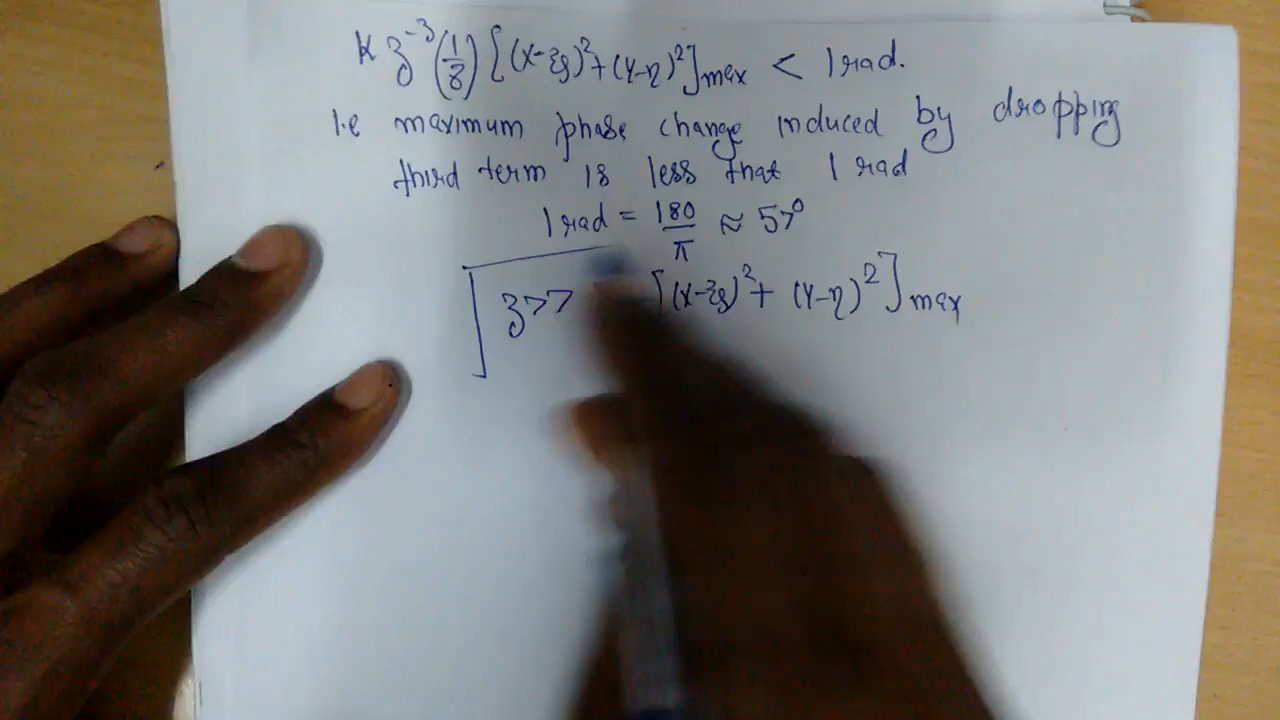 k z⁻³ (1/8) [(x-ξ)²+(y-η)²]max < 1 rad.
i.e maximum phase change induced by dropping
third term is less that 1 rad
1 rad = 180/π ≈ 57°
z >> [(x-ξ)²+ (y-η)²]max